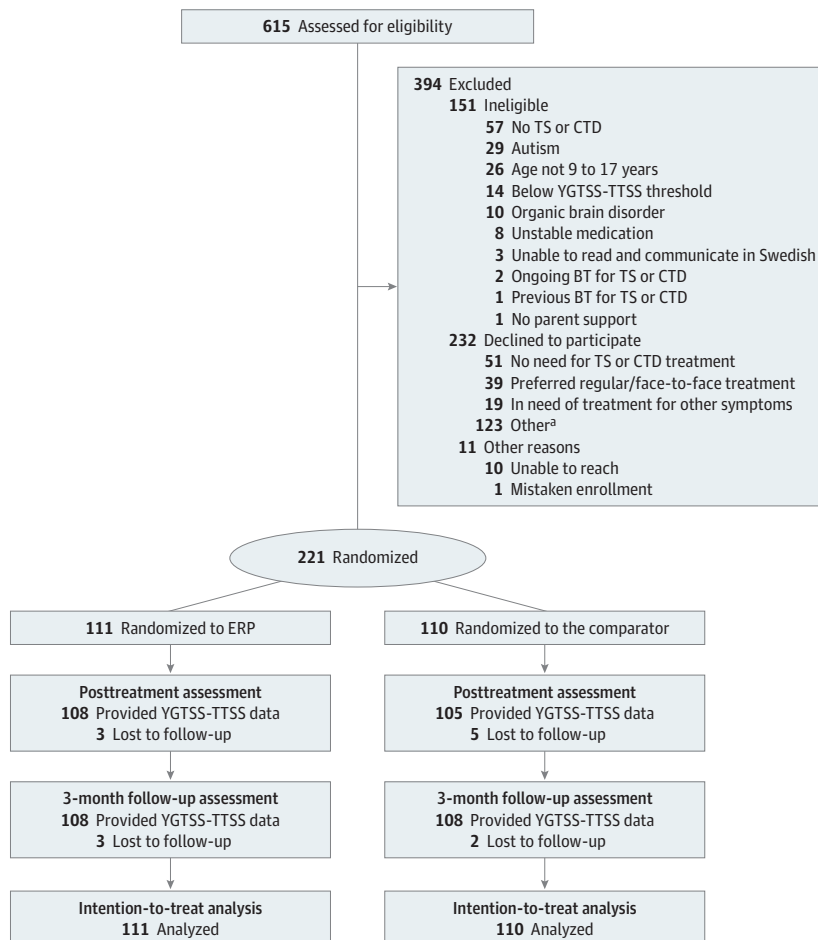 615 Assessed for eligibility
394 Excluded
151 Ineligible
57 No TS or CTD
29 Autism
26 Age not 9 to 17 years
14 Below YGTSS-TTSS threshold
10 Organic brain disorder
8 Unstable medication
3 Unable to read and communicate in Swedish
2 Ongoing BT for TS or CTD
1 Previous BT for TS or CTD
1 No parent support
232 Declined to participate
51 No need for TS or CTD treatment
39 Preferred regular/face-to-face treatment
19 In need of treatment for other symptoms
123 Otherᵃ
11 Other reasons
10 Unable to reach
1 Mistaken enrollment
221 Randomized
111 Randomized to ERP
Posttreatment assessment
108 Provided YGTSS-TTSS data
3 Lost to follow-up
3-month follow-up assessment
108 Provided YGTSS-TTSS data
3 Lost to follow-up
Intention-to-treat analysis
111 Analyzed
110 Randomized to the comparator
Posttreatment assessment
105 Provided YGTSS-TTSS data
5 Lost to follow-up
3-month follow-up assessment
108 Provided YGTSS-TTSS data
2 Lost to follow-up
Intention-to-treat analysis
110 Analyzed